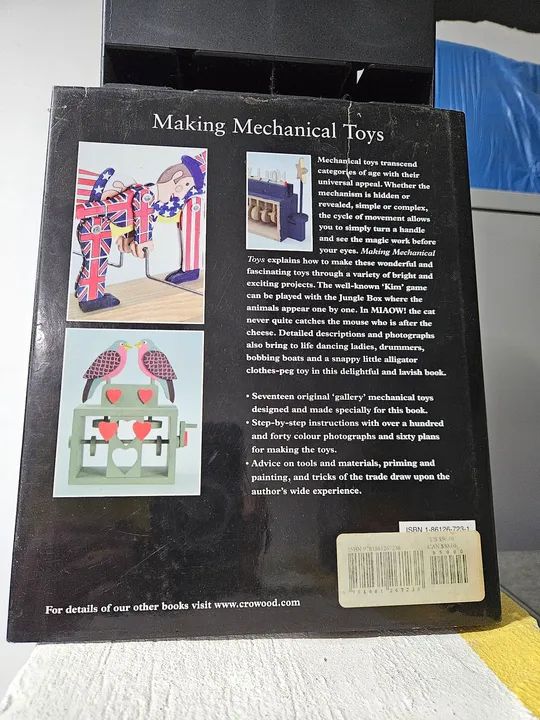 Making Mechanical Toys
Mechanical toys transcend
categories of age with their
universal appeal. Whether the
mechanism is hidden or
revealed, simple or complex,
the cycle of movement allows
you to simply turn a handle
and see the magic work before
your eyes. Making Mechanical
Toys explains how to make these wonderful and
fascinating toys through a variety of bright and
exciting projects. The well-known 'Kim' game
can be played with the Jungle Box where the
animals appear one by one. In MIAOW! the cat
never quite catches the mouse who is after the
cheese. Detailed descriptions and photographs
also bring to life dancing ladies, drummers,
bobbing boats and a snappy little alligator
clothes-peg toy in this delightful and lavish book.
• Seventeen original 'gallery' mechanical toys
designed and made specially for this book.
• Step-by-step instructions with over a hundred
and forty colour photographs and sixty plans
for making the toys.
• Advice on tools and materials, priming and
painting, and tricks of the trade draw upon the
author's wide experience.
ISBN 1-86126-723-1
US
CAN
ISBN
For details of our other books visit www.crowood.com